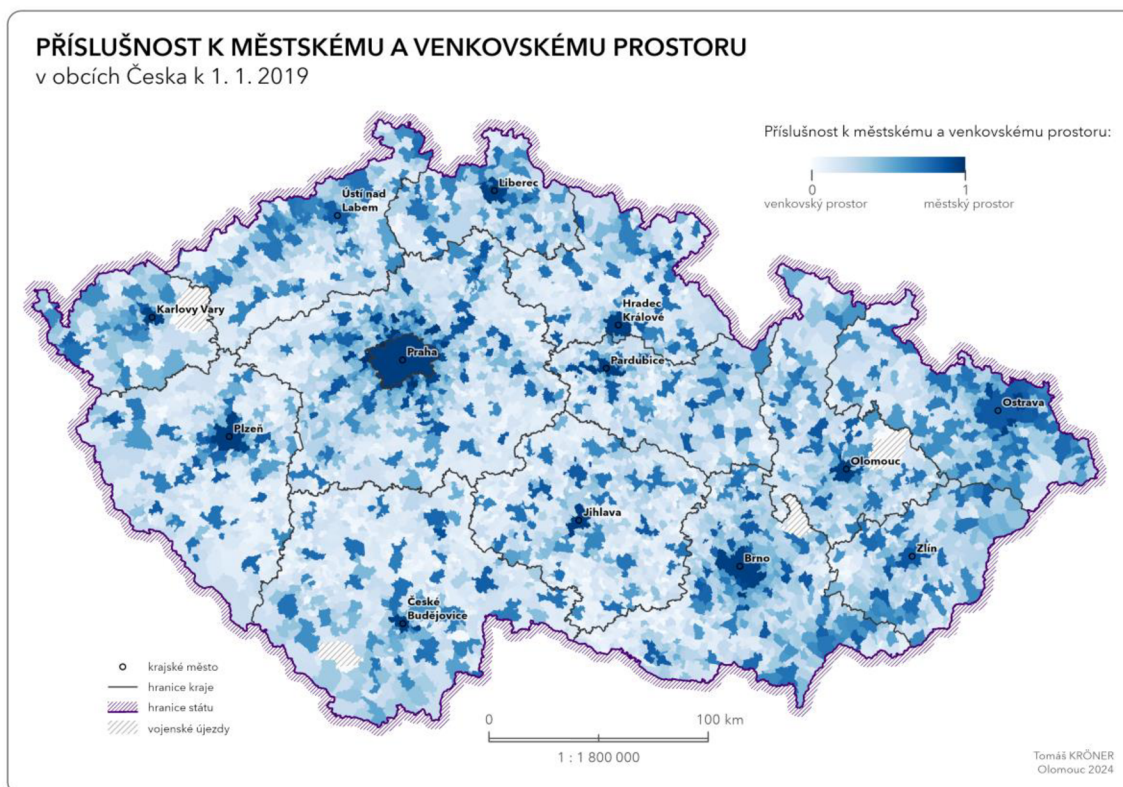 PŘÍSLUŠNOST K MĚSTSKÉMU A VENKOVSKÉMU PROSTORU
v obcích Česka k 1. 1. 2019
Příslušnost k městskému a venkovskému prostoru:
0
1
venkovský prostor
městský prostor
Liberec
Ústí nad
Labem
Karlovy Vary
Hradec
Králové
Praha
Pardubice
Ostrava
Plzeň
Olomouc
Jihlava
Brno
Zlín
České
Budějovice
krajské město
hranice kraje
hranice státu
vojenské újezdy
0
100 km
1 : 1 800 000
Tomáš KRÖNER
Olomouc 2024